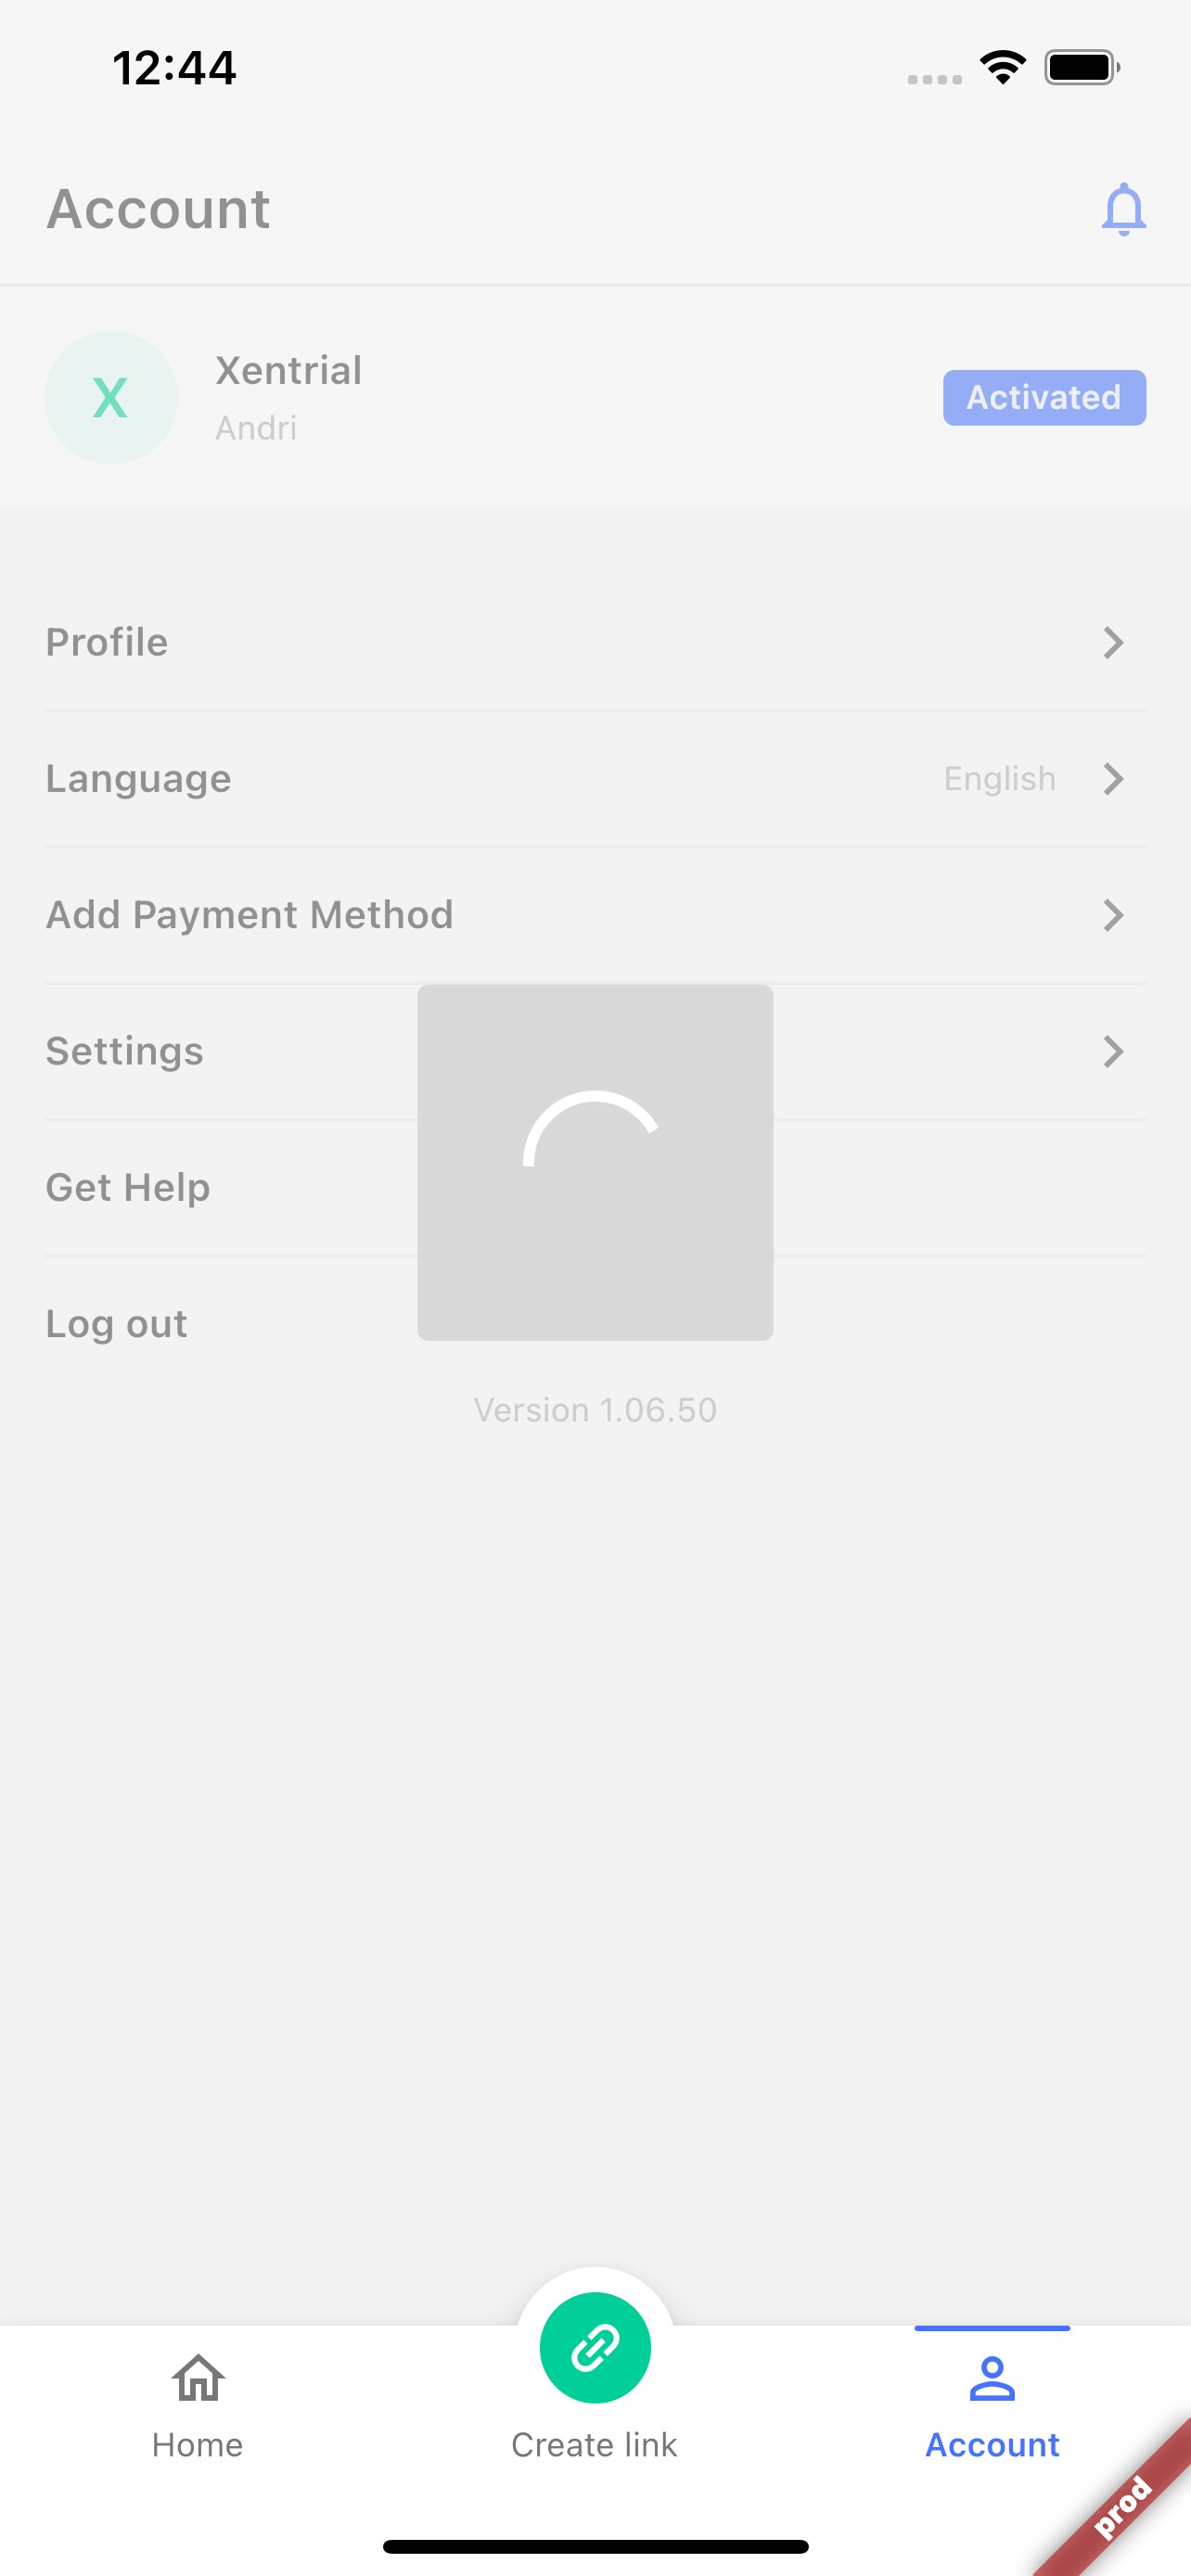 12:44
Account
X
Xentrial
Andri
Activated
Profile
Language
English
Add Payment Method
Settings
Get Help
Log out
Version 1.06.50
Home
Create link
Account
prod